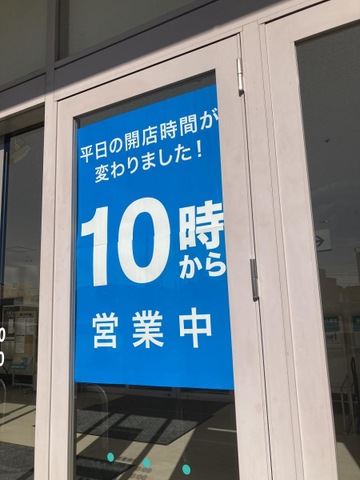 平日の開店時間が
変わりました!
10時
から
営業中